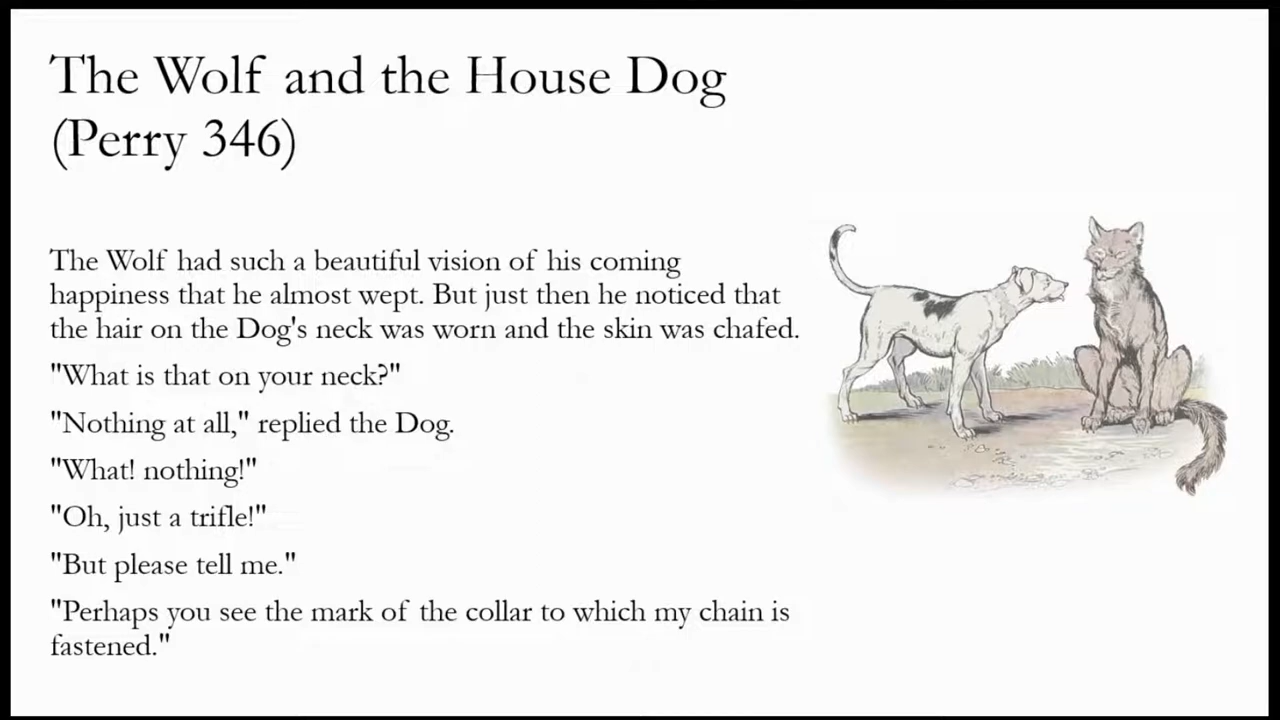 The Wolf and the House Dog
(Perry 346)
The Wolf had such a beautiful vision of his coming
happiness that he almost wept. But just then he noticed that
the hair on the Dog's neck was worn and the skin was chafed.
"What is that on your neck?"
"Nothing at all," replied the Dog.
"What! nothing!"
"Oh, just a trifle!"
"But please tell me."
"Perhaps you see the mark of the collar to which my chain is
fastened."